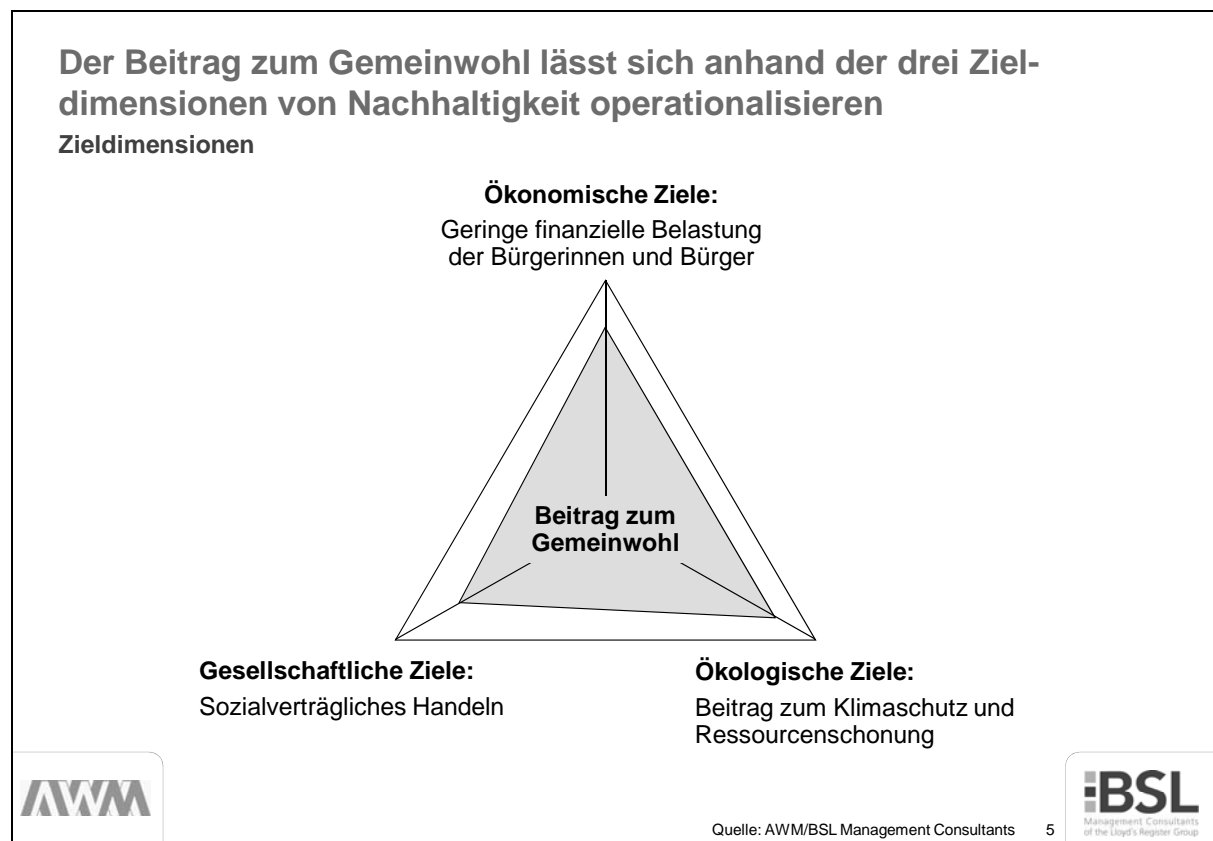 Der Beitrag zum Gemeinwohl lässt sich anhand der drei Ziel-
dimensionen von Nachhaltigkeit operationalisieren
Zieldimensionen
Ökonomische Ziele:
Geringe finanzielle Belastung
der Bürgerinnen und Bürger
Beitrag zum
Gemeinwohl
Gesellschaftliche Ziele:
Sozialverträgliches Handeln
Ökologische Ziele:
Beitrag zum Klimaschutz und
Ressourcenschonung
AWM
Quelle: AWM/BSL Management Consultants 5
BSL
Management Consultants
of the Lloyd's Register Group